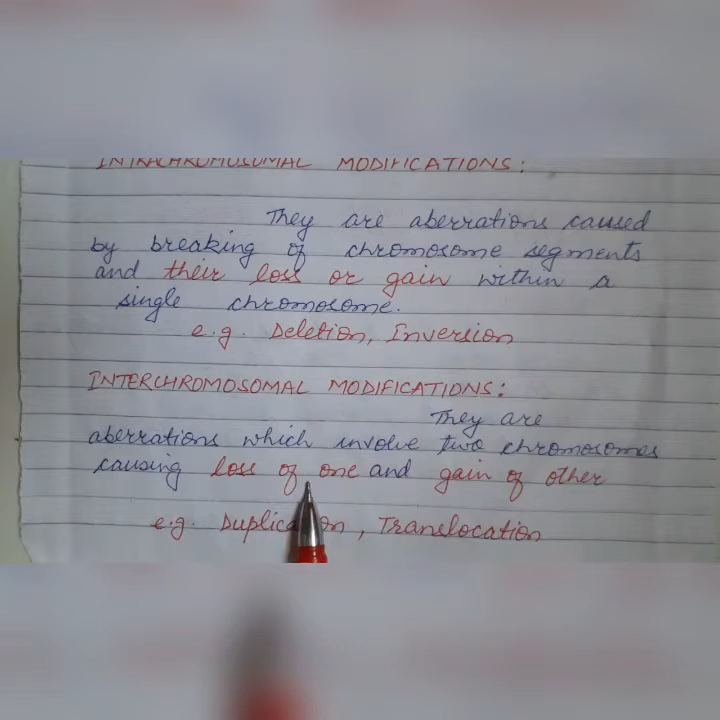 INTRACHROMOSOMAL MODIFICATIONS:
They are aberrations caused
by breaking of chromosome segments
and their loss or gain within a
single chromosome.
e.g. Deletion, Inversion
INTERCHROMOSOMAL MODIFICATIONS:
They are
aberrations which involve two chromosomes
causing loss of one and gain of other
e.g. Duplication, Translocation